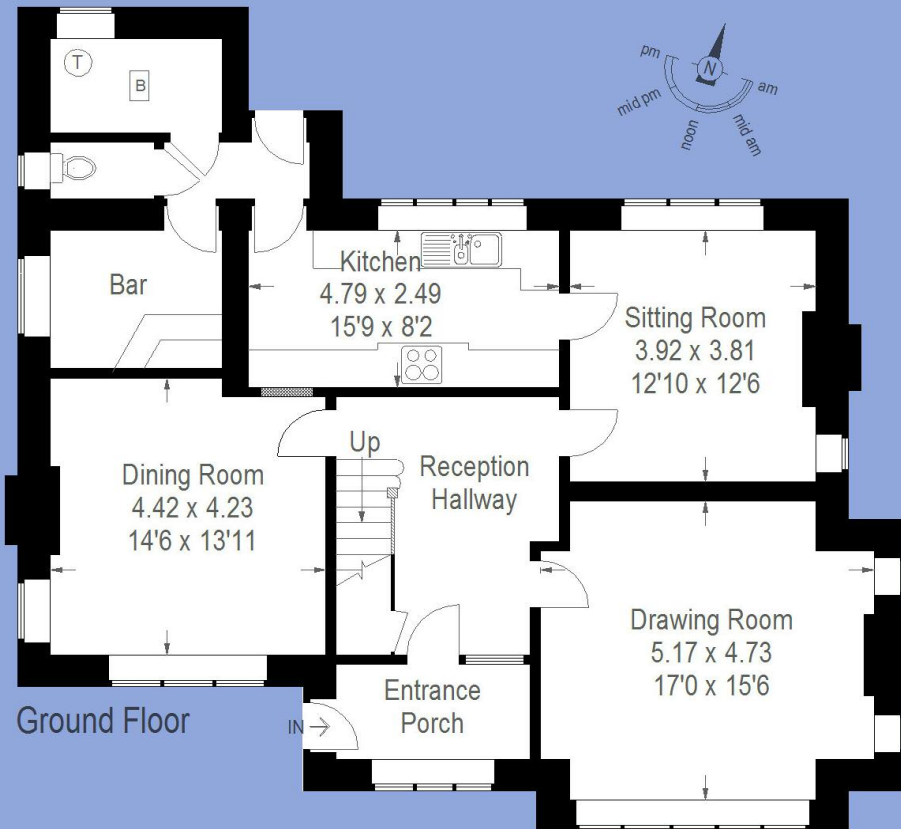 T
B
pm
N
am
mid pm
noon
mid am
Bar
Kitchen
4.79 x 2.49
15'9 x 8'2
Sitting Room
3.92 x 3.81
12'10 x 12'6
Dining Room
4.42 x 4.23
14'6 x 13'11
Up
Reception
Hallway
Drawing Room
5.17 x 4.73
17'0 x 15'6
Entrance
Porch
IN
Ground Floor